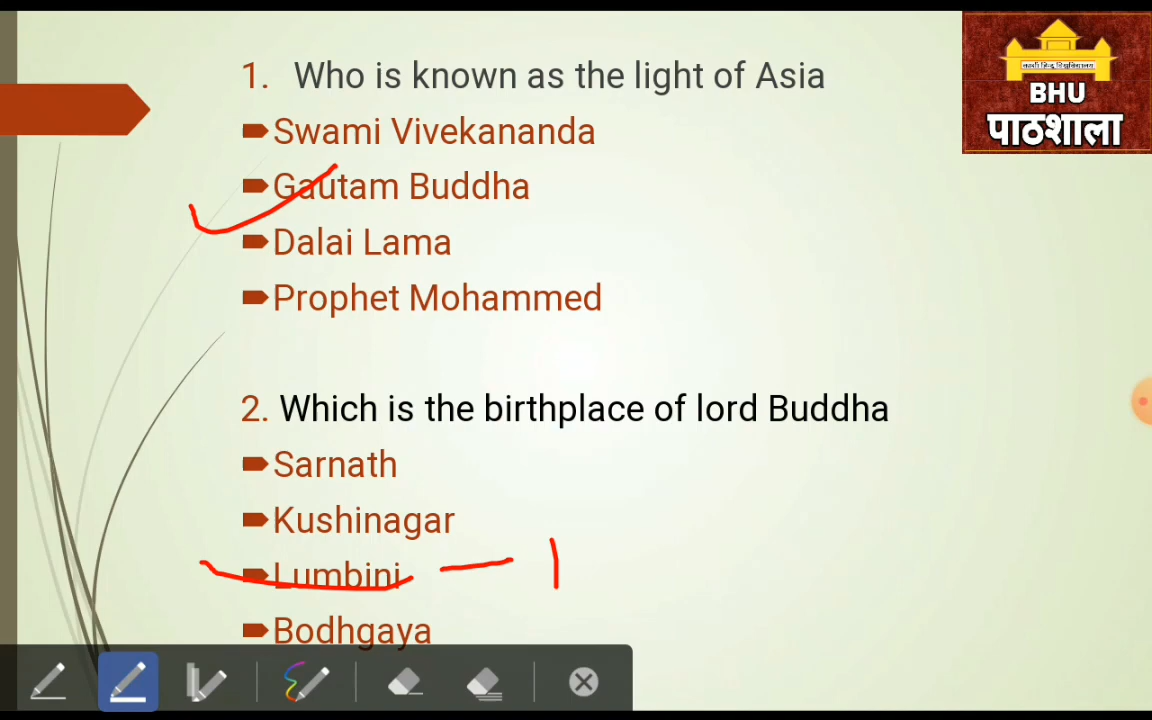 1. Who is known as the light of Asia
Swami Vivekananda
Gautam Buddha
Dalai Lama
Prophet Mohammed
2. Which is the birthplace of lord Buddha
Sarnath
Kushinagar
Lumbini
Bodhgaya
BHU
पाठशाला